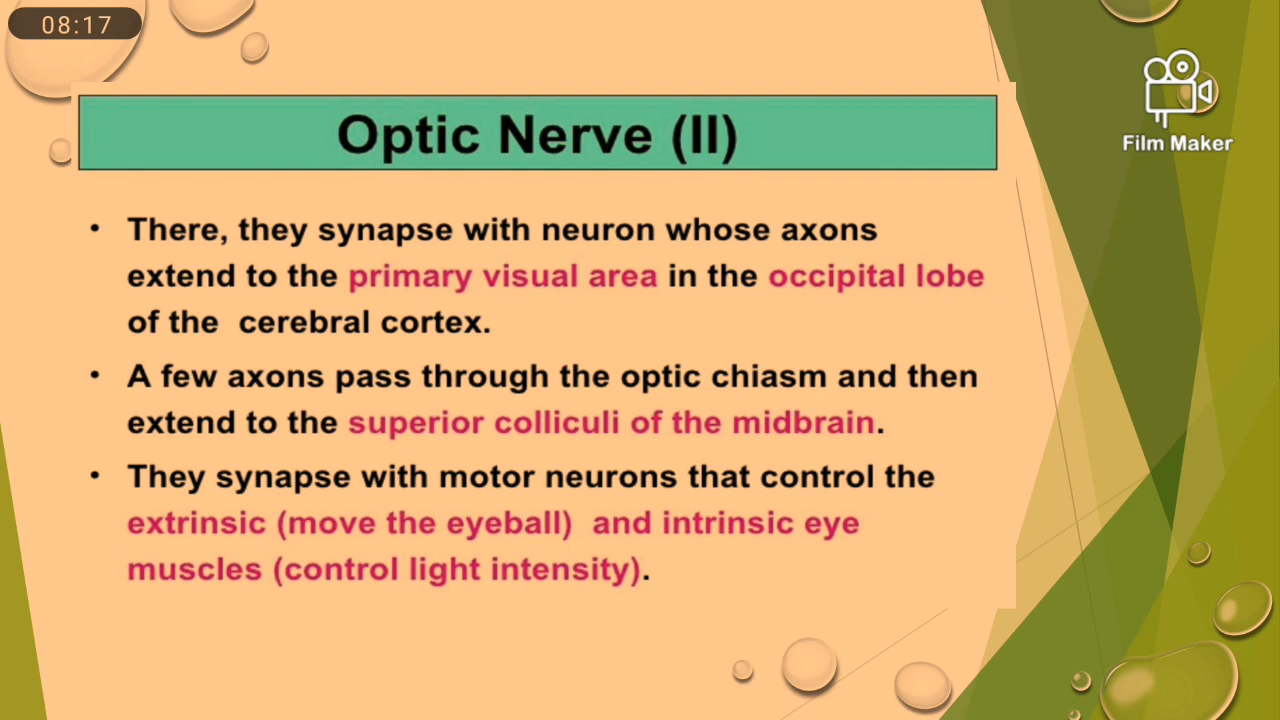 08:17
Film Maker
Optic Nerve (II)
• There, they synapse with neuron whose axons
extend to the primary visual area in the occipital lobe
of the cerebral cortex.
• A few axons pass through the optic chiasm and then
extend to the superior colliculi of the midbrain.
• They synapse with motor neurons that control the
extrinsic (move the eyeball) and intrinsic eye
muscles (control light intensity).